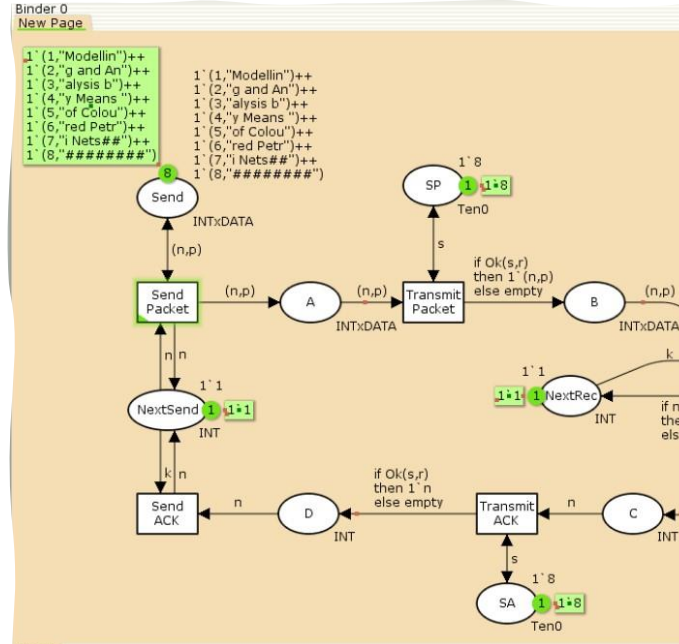 Binder 0
New Page
1`(1,"Modellin")++
1`(2,"g and An")++
1`(3,"alysis b")++
1`(4,"y Means ")++
1`(5,"of Colou")++
1`(6,"red Petr")++
1`(7,"i Nets##")++
1`(8,"########")
1`(1,"Modellin")++
1`(2,"g and An")++
1`(3,"alysis b")++
1`(4,"y Means ")++
1`(5,"of Colou")++
1`(6,"red Petr")++
1`(7,"i Nets##")++
1`(8,"########")
8
Send
INTxDATA
1`8
SP
1
1`8
Ten0
(n,p)
s
if Ok(s,r)
then 1`(n,p)
else empty
Send
Packet
(n,p)
A
(n,p)
INTxDATA
Transmit
Packet
B
(n,p)
INTxDATA
n
n
k
1`1
NextSend
1
1`1
INT
1`1
1`1
1
NextRec
INT
if n
the
els
k
n
if Ok(s,r)
then 1`n
else empty
Send
ACK
n
D
INT
Transmit
ACK
n
C
INT
s
1`8
SA
1
1`8
Ten0